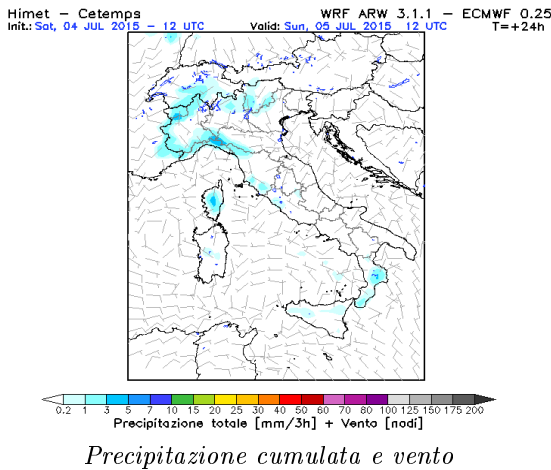 Himet – Cetemps WRF ARW 3.1.1 – ECMWF 0.25
Init.: Sat, 04 JUL 2015 – 12 UTC Valid: Sun, 05 JUL 2015 12 UTC T=+24h
0.2 1 3 5 7 10 15 20 25 30 40 50 60 70 80 90 100 125 150 175 200
Precipitazione totale [mm/3h] + Vento [nodi]
Precipitazione cumulata e vento